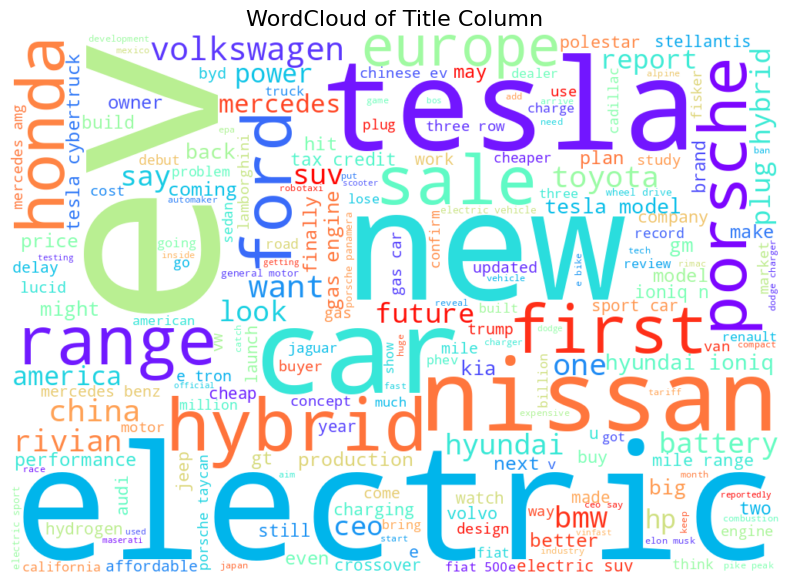 WordCloud of Title Column
development
mexico
volkswagen
europe
polestar
stellantis
byd
power
chinese ev
may
dealer
report
truck
owner
mercedes
charge
use
build
plug
three row
game
bos
add
arrive
need
alpine
ev
tesla
honda
mercedes amg
tesla cybertruck
ford
porsche
plug hybrid
cadillac
fisker
brand
epa
back
hit
tax credit
work
cheaper
plan
study
debut
say
problem
suv
sale
toyota
robotaxi
put
scooter
ban
cost
coming
lamborghini
lose
three
wheel drive
automaker
sedan
want
finally
gas engine
electric vehicle
tesla model
company
make
price
going
road
porsche panamera
gas car
confirm
record
gm
market
testing
inside
getting
general motor
updated
tech
review
model
delay
go
new
e bike
ioniq n
rimac
dodge charger
lucid
might
look
gas
vehicle
reveal
built
sport car
american
vw
launch
catch
future
dodge
first
trump
van
renault
compact
range
car
jaguar
show
huge
mile
charger
one
hyundai ioniq
america
e tron
buyer
phev
kia
billion
official
fast
cheap
concept
much
nissan
tariff
mercedes benz
million
expensive
china
motor
hybrid
year
rivian
hyundai
u
got
battery
performance
jeep
gt
production
next
v
buy
mile range
race
audi
porsche taycan
aim
come
watch
made
big
month
two
electric
charging
volvo
way
ceo say
keep
reportedly
electric sport
hydrogen
used
maserati
still
ceo
bring
start
design
bmw
hp
combustion
engine
affordable
even
e
fiat
better
vinfast
industry
elon musk
california
japan
crossover
fiat 500e
electric suv
think
pike peak